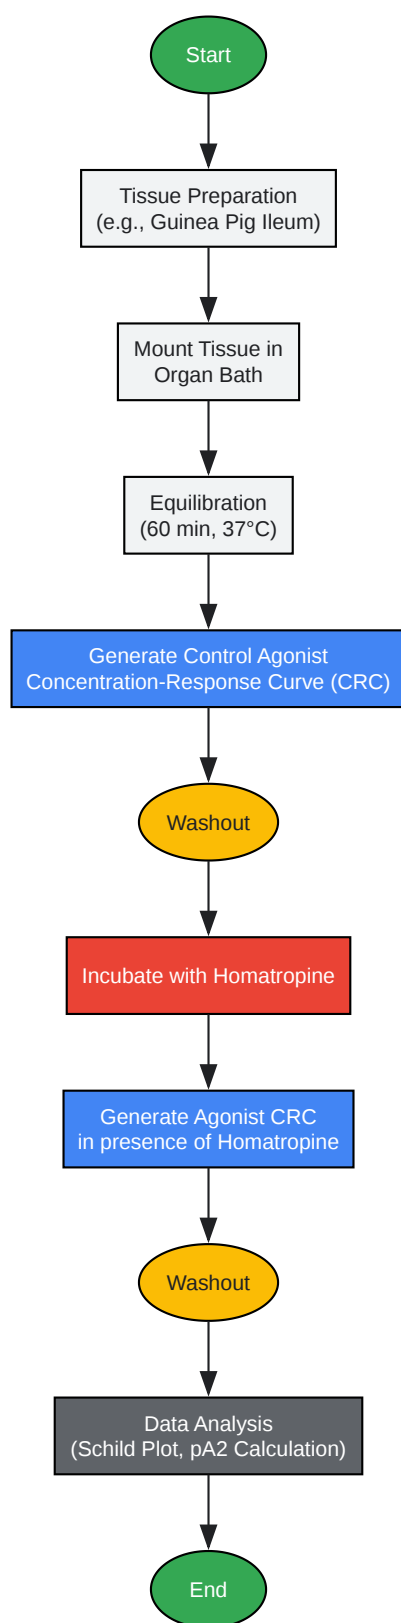 Start
Tissue Preparation
(e.g., Guinea Pig Ileum)
Mount Tissue in
Organ Bath
Equilibration
(60 min, 37°C)
Generate Control Agonist
Concentration-Response Curve (CRC)
Washout
Incubate with Homatropine
Generate Agonist CRC
in presence of Homatropine
Washout
Data Analysis
(Schild Plot, pA2 Calculation)
End